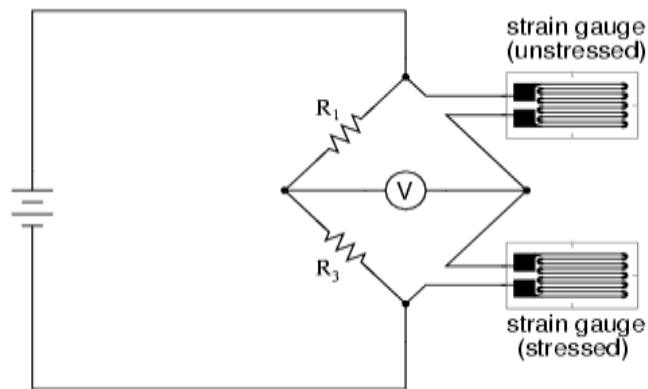 strain gauge
(unstressed)
R1
V
R3
strain gauge
(stressed)